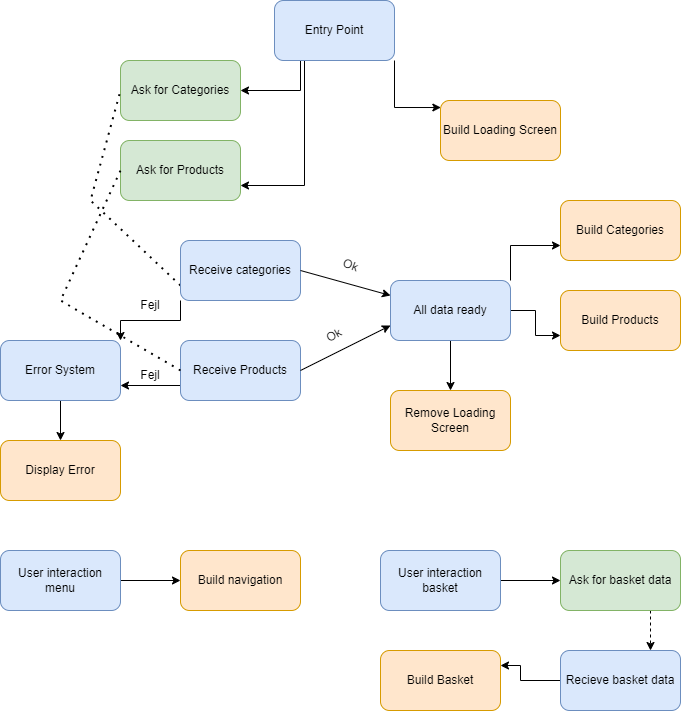 Entry Point
Ask for Categories
Build Loading Screen
Ask for Products
Build Categories
Receive categories
Ok
Fejl
All data ready
Build Products
Ok
Error System
Fejl
Receive Products
Remove Loading
Screen
Display Error
User interaction
menu
Build navigation
User interaction
basket
Ask for basket data
Build Basket
Recieve basket data